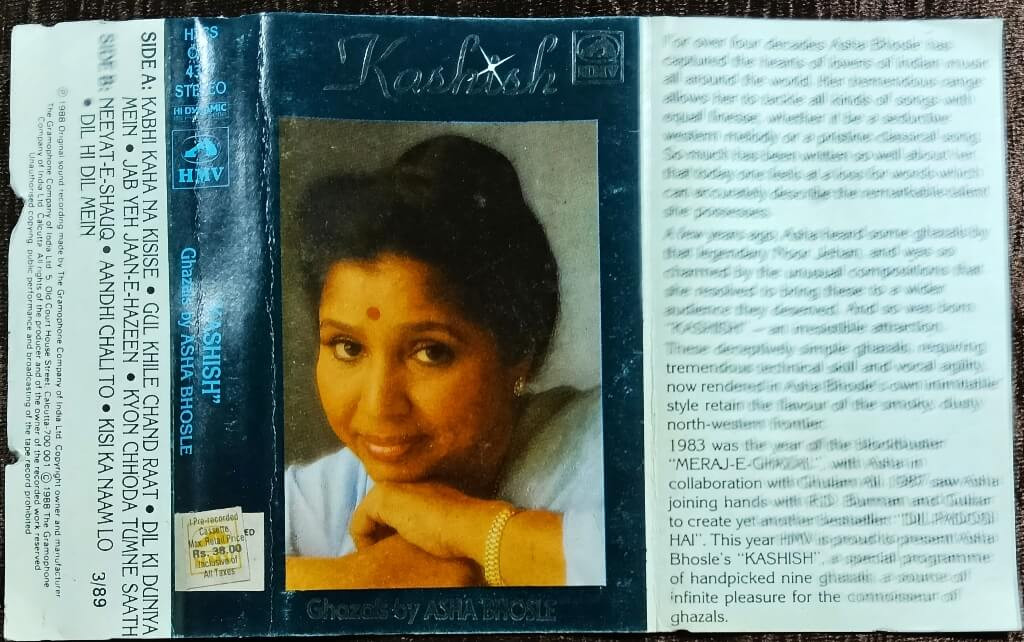 SIDE A: KABHI KAHA NA KISISE • GUL KHILE CHAND RAAT • DIL KI DUNIYA
MEIN • JAB YEH JAAN-E-HAZEEN • KYON CHHODA TUMNE SAATH
SIDE B: NEEYAT-E-SHAUQ • AANDHI CHALI TO • KISI KA NAAM LO
• DIL HI DIL MEIN
3/89
℗ 1988 Original sound recording made by The Gramophone Company of India Ltd. Copyright owner and manufacturer
The Gramophone Company of India Ltd. 5, Old Court House Street, Calcutta-700 001 © 1988 The Gramophone
Company of India Ltd. Calcutta. All rights of the producer and of the owner of the recorded work reserved
Unauthorised copying, public performance and broadcasting of the tape record prohibited
STEREO
HI DYNAMIC
HMV
"KASHISH"
Ghazals by ASHA BHOSLE
Pre-recorded
Cassette
Max. Retail Price
Rs. 38.00
Inclusive of
All Taxes
Kashish
HMV
Ghazals by ASHA BHOSLE
For over four decades Asha Bhosle has
captured the hearts of lovers of Indian music
all around the world. Her tremendous range
allows her to tackle all kinds of songs with
equal finesse, whether it be a seductive
western melody or a pristine classical song.
So much has been written so well about her
that today one feels at a loss for words which
can accurately describe the remarkable talent
she possesses.
A few years ago, Asha heard some ghazals by
that legendary Noor Jehan, and was so
charmed by the unusual compositions that
she resolved to bring these to a wider
audience they deserved. And so was born
"KASHISH" - an irresistible attraction.
These deceptively simple ghazals, requiring
tremendous technical skill and vocal agility,
now rendered in Asha Bhosle's own inimitable
style retain the flavour of the smoky, dusty
north-western frontier.
1983 was the year of the blockbuster
"MERAJ-E-GHAZAL", with Asha in
collaboration with Ghulam Ali. 1987 saw Asha
joining hands with R.D. Burman and Gulzar
to create yet another bestseller "DIL PADOSI
HAI". This year HMV is proud to present Asha
Bhosle's "KASHISH", a special programme
of handpicked nine ghazals, a source of
infinite pleasure for the connoisseur of
ghazals.